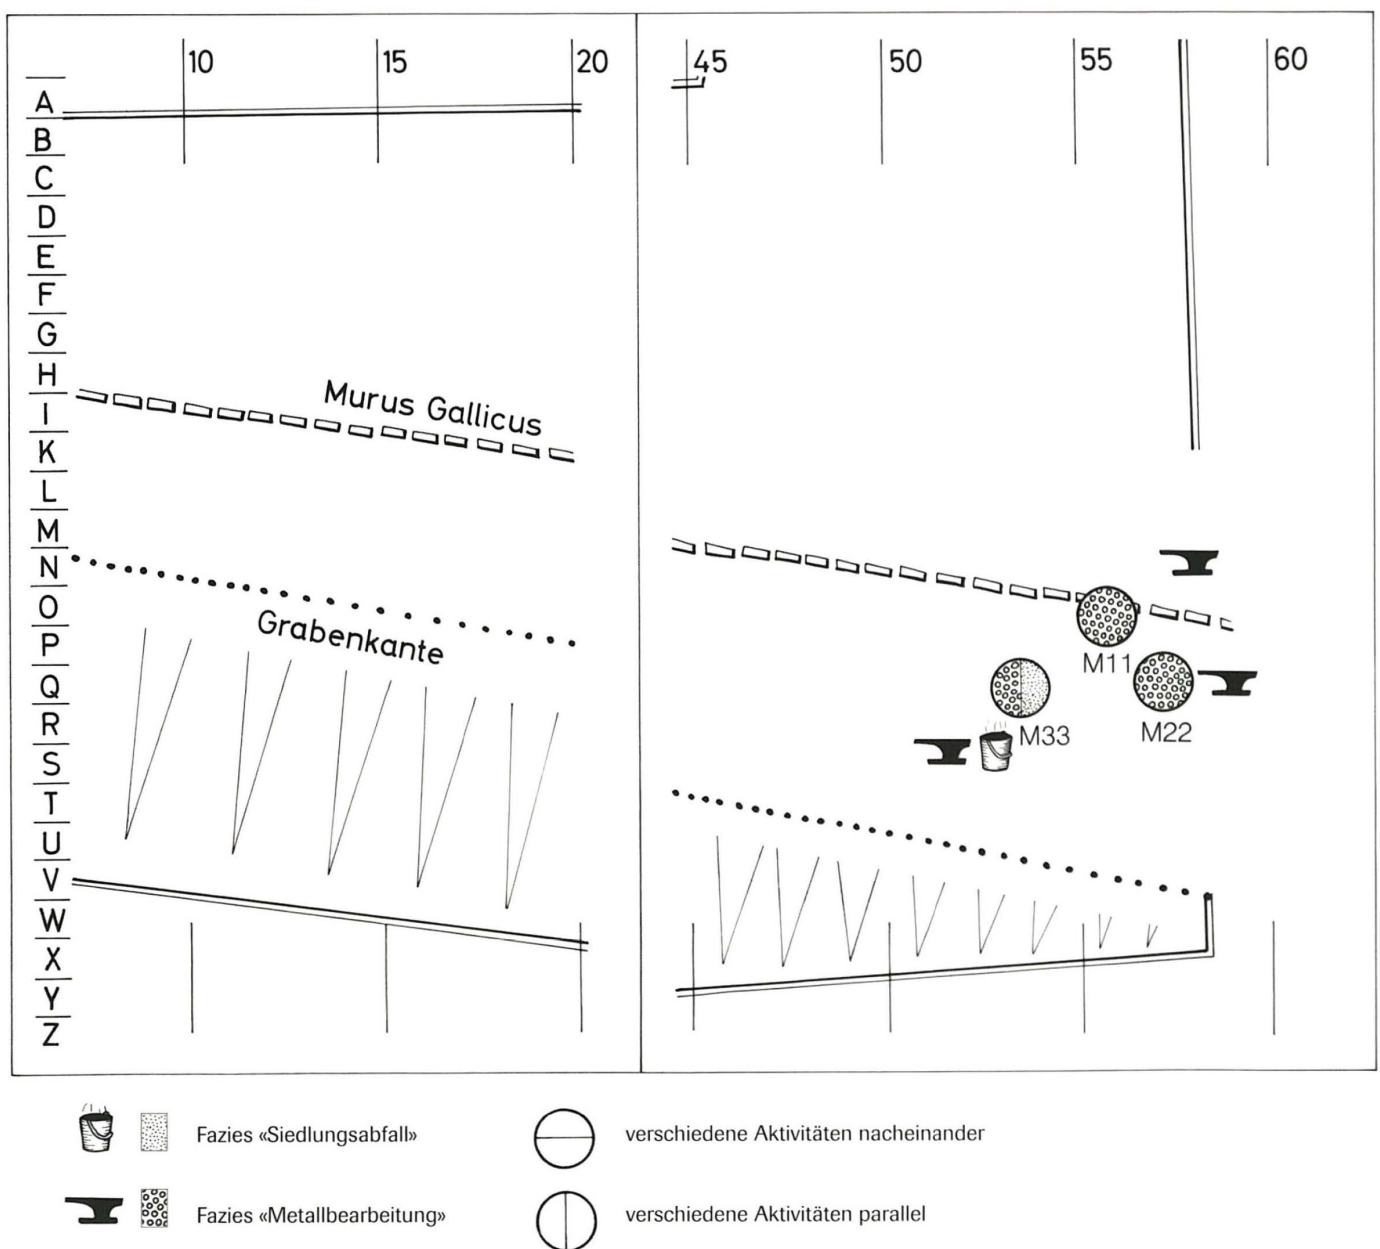 10 15 20 45 50 55 60
A
B
C
D
E
F
G
H
I
K
L
M
N
O
P
Q
R
S
T
U
V
W
X
Y
Z
Murus Gallicus
Grabenkante
M11
M33
M22
Fazies «Siedlungsabfall»
verschiedene Aktivitäten nacheinander
Fazies «Metallbearbeitung»
verschiedene Aktivitäten parallel